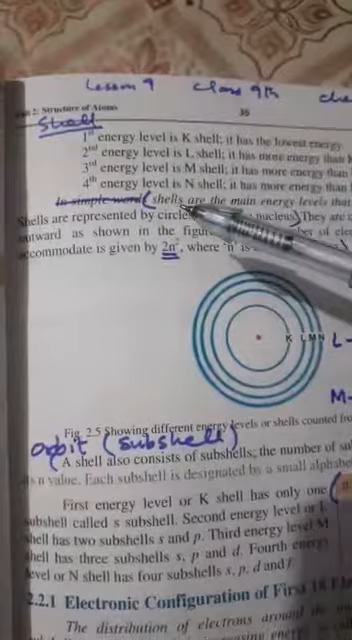 Lesson 9 Class 9th
Unit 2: Structure of Atoms 35
Shell
1st energy level is K shell; it has the lowest energy.
2nd energy level is L shell; it has more energy than
3rd energy level is M shell; it has more energy than
4th energy level is N shell; it has more energy than
In simple word (shells are the main energy levels that
Shells are represented by nucleus) They are
outward as shown in the of
accommodate is given by 2n², where 'n' is
K L M N L-
M-
Fig. 2.5 Showing different energy levels or shells counted
Orbit (subshell)
(A shell also consists of subshells; the number of
its n value. Each subshell is designated by a small
First energy level or K shell has only one
subshell called s subshell. Second energy level or L
shell has two subshells s and p. Third energy level M
shell has three subshells s, p and d. Fourth energy
level or N shell has four subshells s, p, d and f.
2.2.1 Electronic Configuration of First 18
The distribution of electrons around the